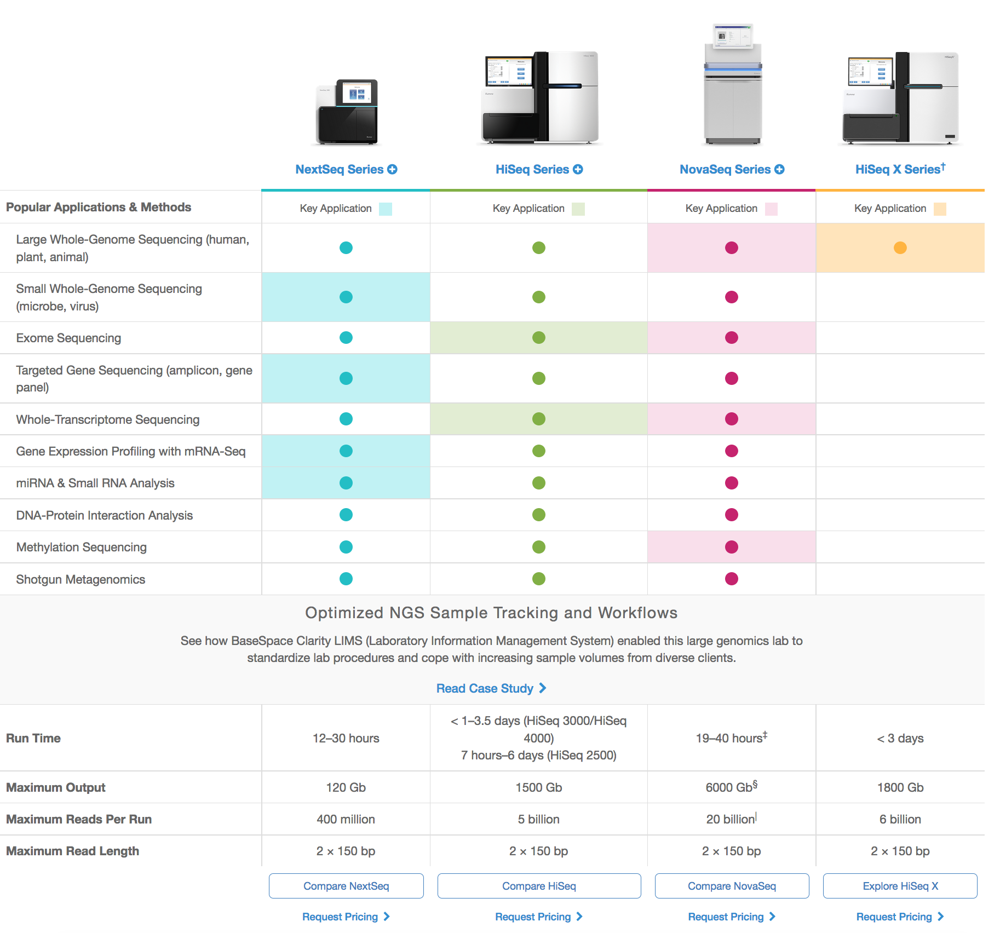 NextSeq Series
HiSeq Series
NovaSeq Series
HiSeq X Series†
Popular Applications & Methods
Key Application
Key Application
Key Application
Key Application
Large Whole-Genome Sequencing (human,
plant, animal)
Small Whole-Genome Sequencing
(microbe, virus)
Exome Sequencing
Targeted Gene Sequencing (amplicon, gene
panel)
Whole-Transcriptome Sequencing
Gene Expression Profiling with mRNA-Seq
miRNA & Small RNA Analysis
DNA-Protein Interaction Analysis
Methylation Sequencing
Shotgun Metagenomics
Optimized NGS Sample Tracking and Workflows
See how BaseSpace Clarity LIMS (Laboratory Information Management System) enabled this large genomics lab to
standardize lab procedures and cope with increasing sample volumes from diverse clients.
Read Case Study
Run Time
12–30 hours
< 1–3.5 days (HiSeq 3000/HiSeq
4000)
7 hours–6 days (HiSeq 2500)
19–40 hours‡
< 3 days
Maximum Output
120 Gb
1500 Gb
6000 Gb§
1800 Gb
Maximum Reads Per Run
400 million
5 billion
20 billion|
6 billion
Maximum Read Length
2 × 150 bp
2 × 150 bp
2 × 150 bp
2 × 150 bp
Compare NextSeq
Compare HiSeq
Compare NovaSeq
Explore HiSeq X
Request Pricing
Request Pricing
Request Pricing
Request Pricing